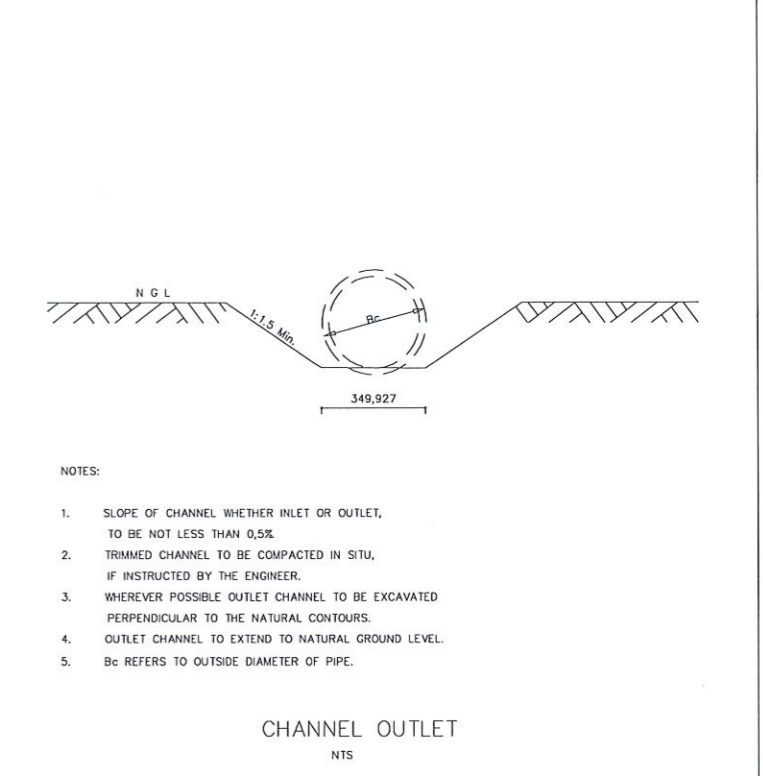 N G L
1:1.5 Min.
Bc
349,927
NOTES:
1. SLOPE OF CHANNEL WHETHER INLET OR OUTLET,
TO BE NOT LESS THAN 0,5%
2. TRIMMED CHANNEL TO BE COMPACTED IN SITU,
IF INSTRUCTED BY THE ENGINEER.
3. WHEREVER POSSIBLE OUTLET CHANNEL TO BE EXCAVATED
PERPENDICULAR TO THE NATURAL CONTOURS.
4. OUTLET CHANNEL TO EXTEND TO NATURAL GROUND LEVEL.
5. Bc REFERS TO OUTSIDE DIAMETER OF PIPE.
CHANNEL OUTLET
NTS